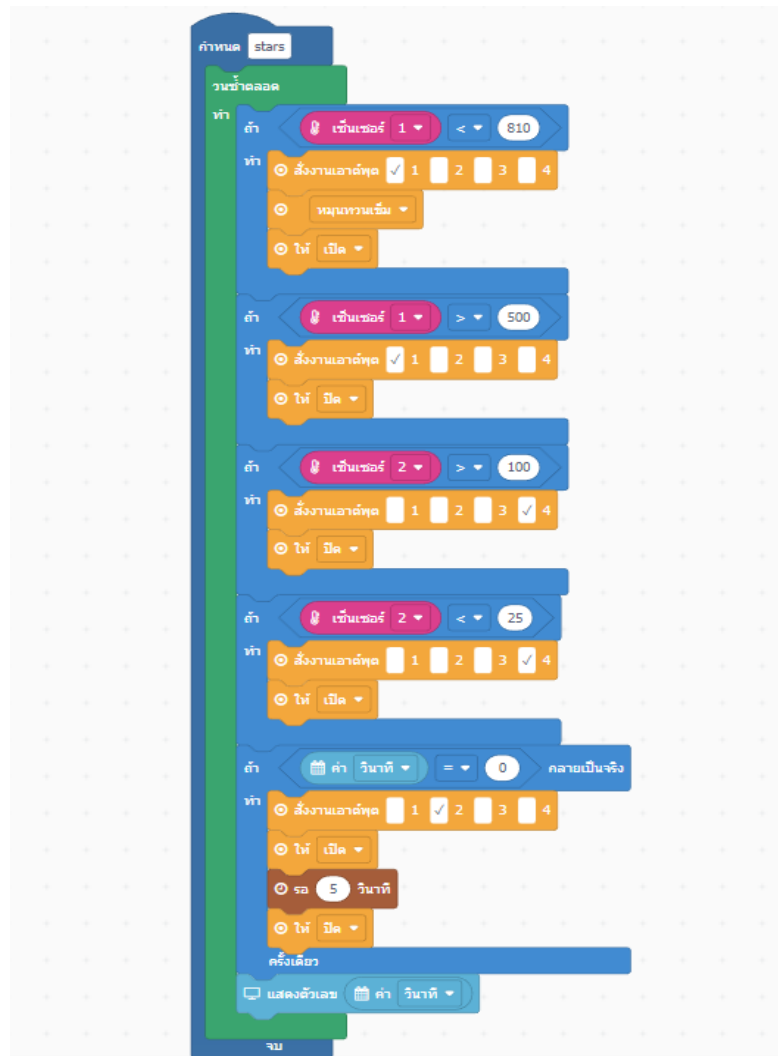 กำหนด stars
วนซ้ำตลอด
ทำ
ถ้า เซ็นเซอร์ 1 < 810
ทำ สั่งงานเอาต์พุต ✓ 1 2 3 4
หมุนทวนเข็ม
ให้ เปิด
ถ้า เซ็นเซอร์ 1 > 500
ทำ สั่งงานเอาต์พุต ✓ 1 2 3 4
ให้ ปิด
ถ้า เซ็นเซอร์ 2 > 100
ทำ สั่งงานเอาต์พุต 1 2 3 ✓ 4
ให้ ปิด
ถ้า เซ็นเซอร์ 2 < 25
ทำ สั่งงานเอาต์พุต 1 2 3 ✓ 4
ให้ เปิด
ถ้า ค่า วินาที = 0 กลายเป็นจริง
ทำ สั่งงานเอาต์พุต 1 ✓ 2 3 4
ให้ เปิด
รอ 5 วินาที
ให้ ปิด
ครั้งเดียว
แสดงตัวเลข ค่า วินาที
จบ